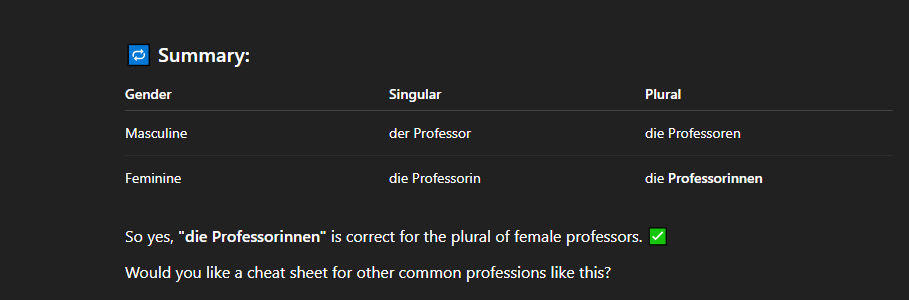 🔁 Summary:
Gender Singular Plural
Masculine der Professor die Professoren
Feminine die Professorin die Professorinnen
So yes, "die Professorinnen" is correct for the plural of female professors. ✅
Would you like a cheat sheet for other common professions like this?